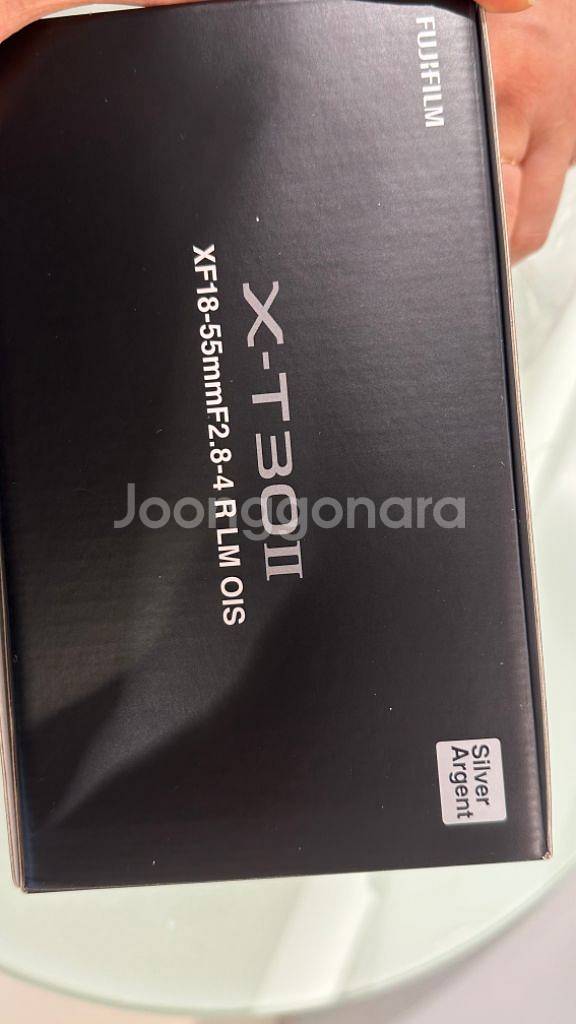 FUJIFILM
X-T30II
XF18-55mmF2.8-4 R LM OIS
Silver
Argent
Joonggonara